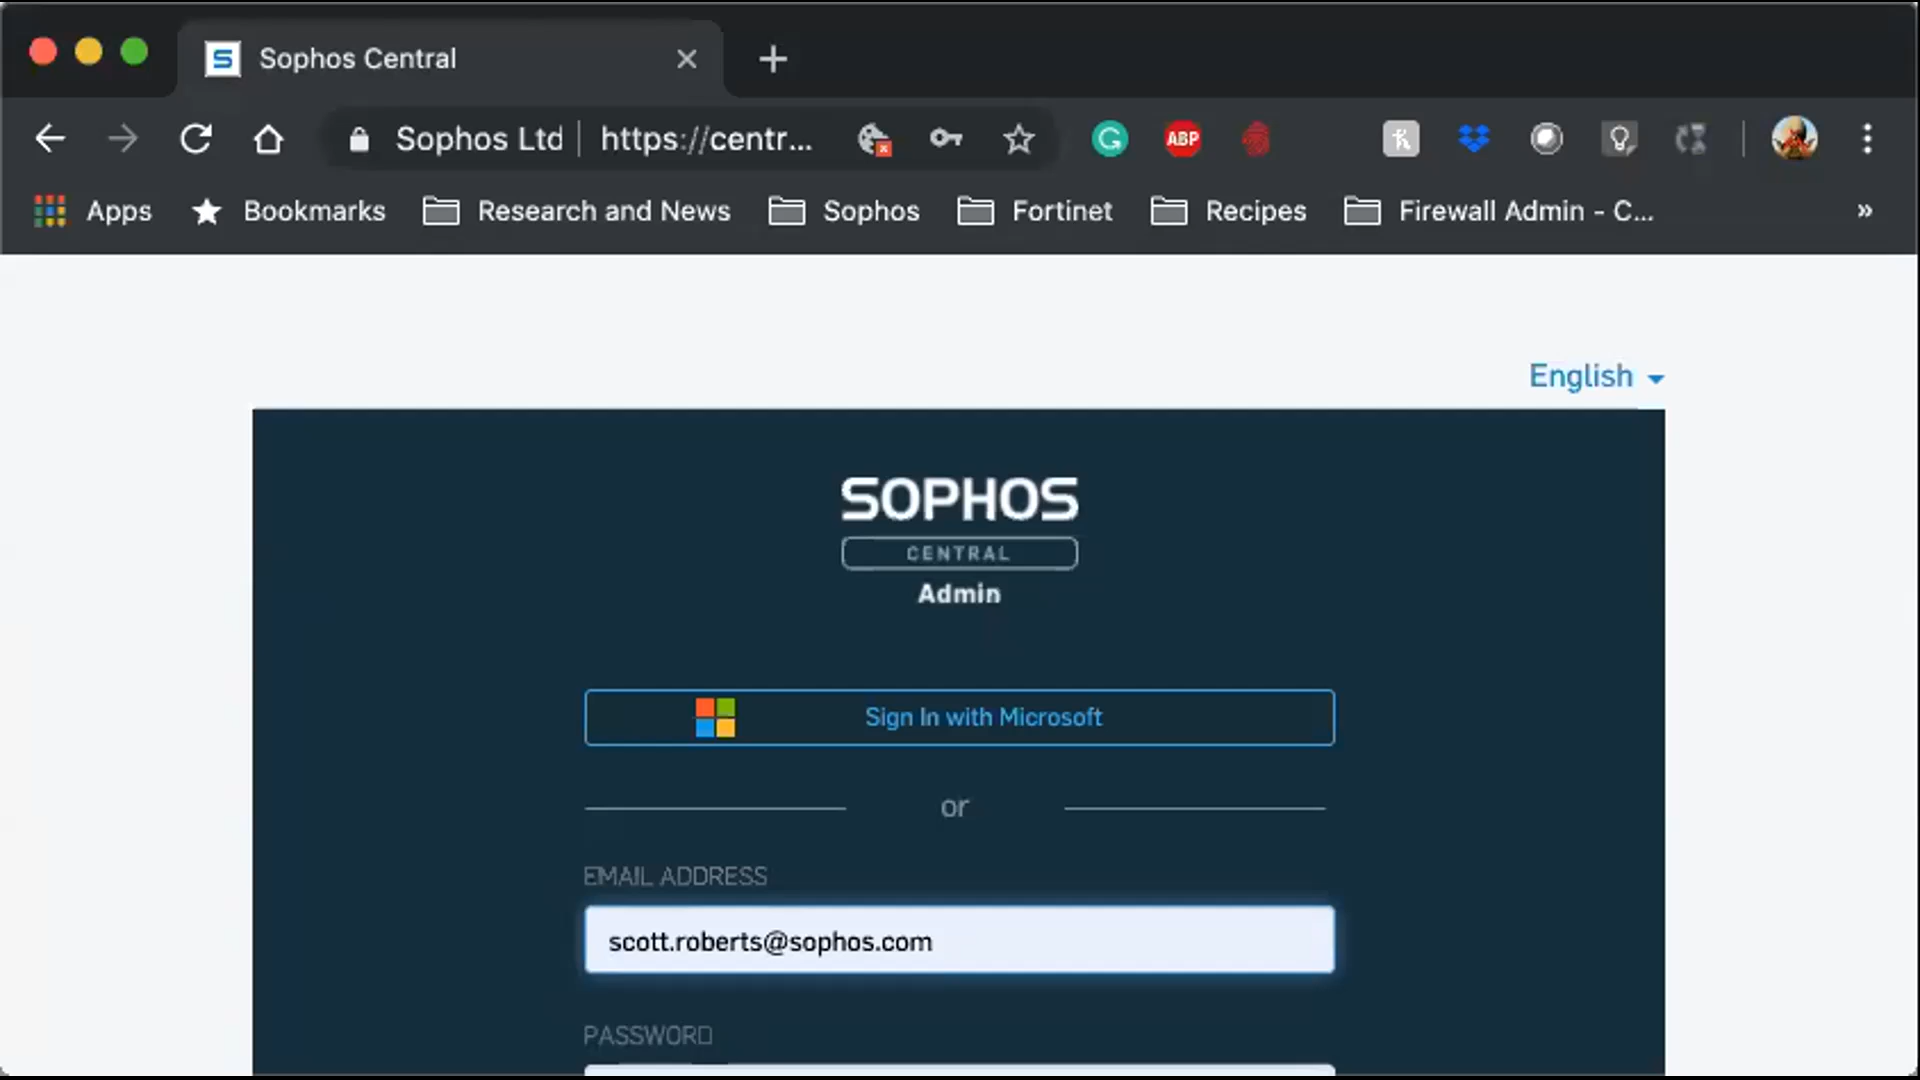 Sophos Central
Sophos Ltd https://centr...
ABP
Apps Bookmarks Research and News Sophos Fortinet Recipes Firewall Admin - C... »
English
SOPHOS
CENTRAL
Admin
Sign In with Microsoft
or
EMAIL ADDRESS
scott.roberts@sophos.com
PASSWORD